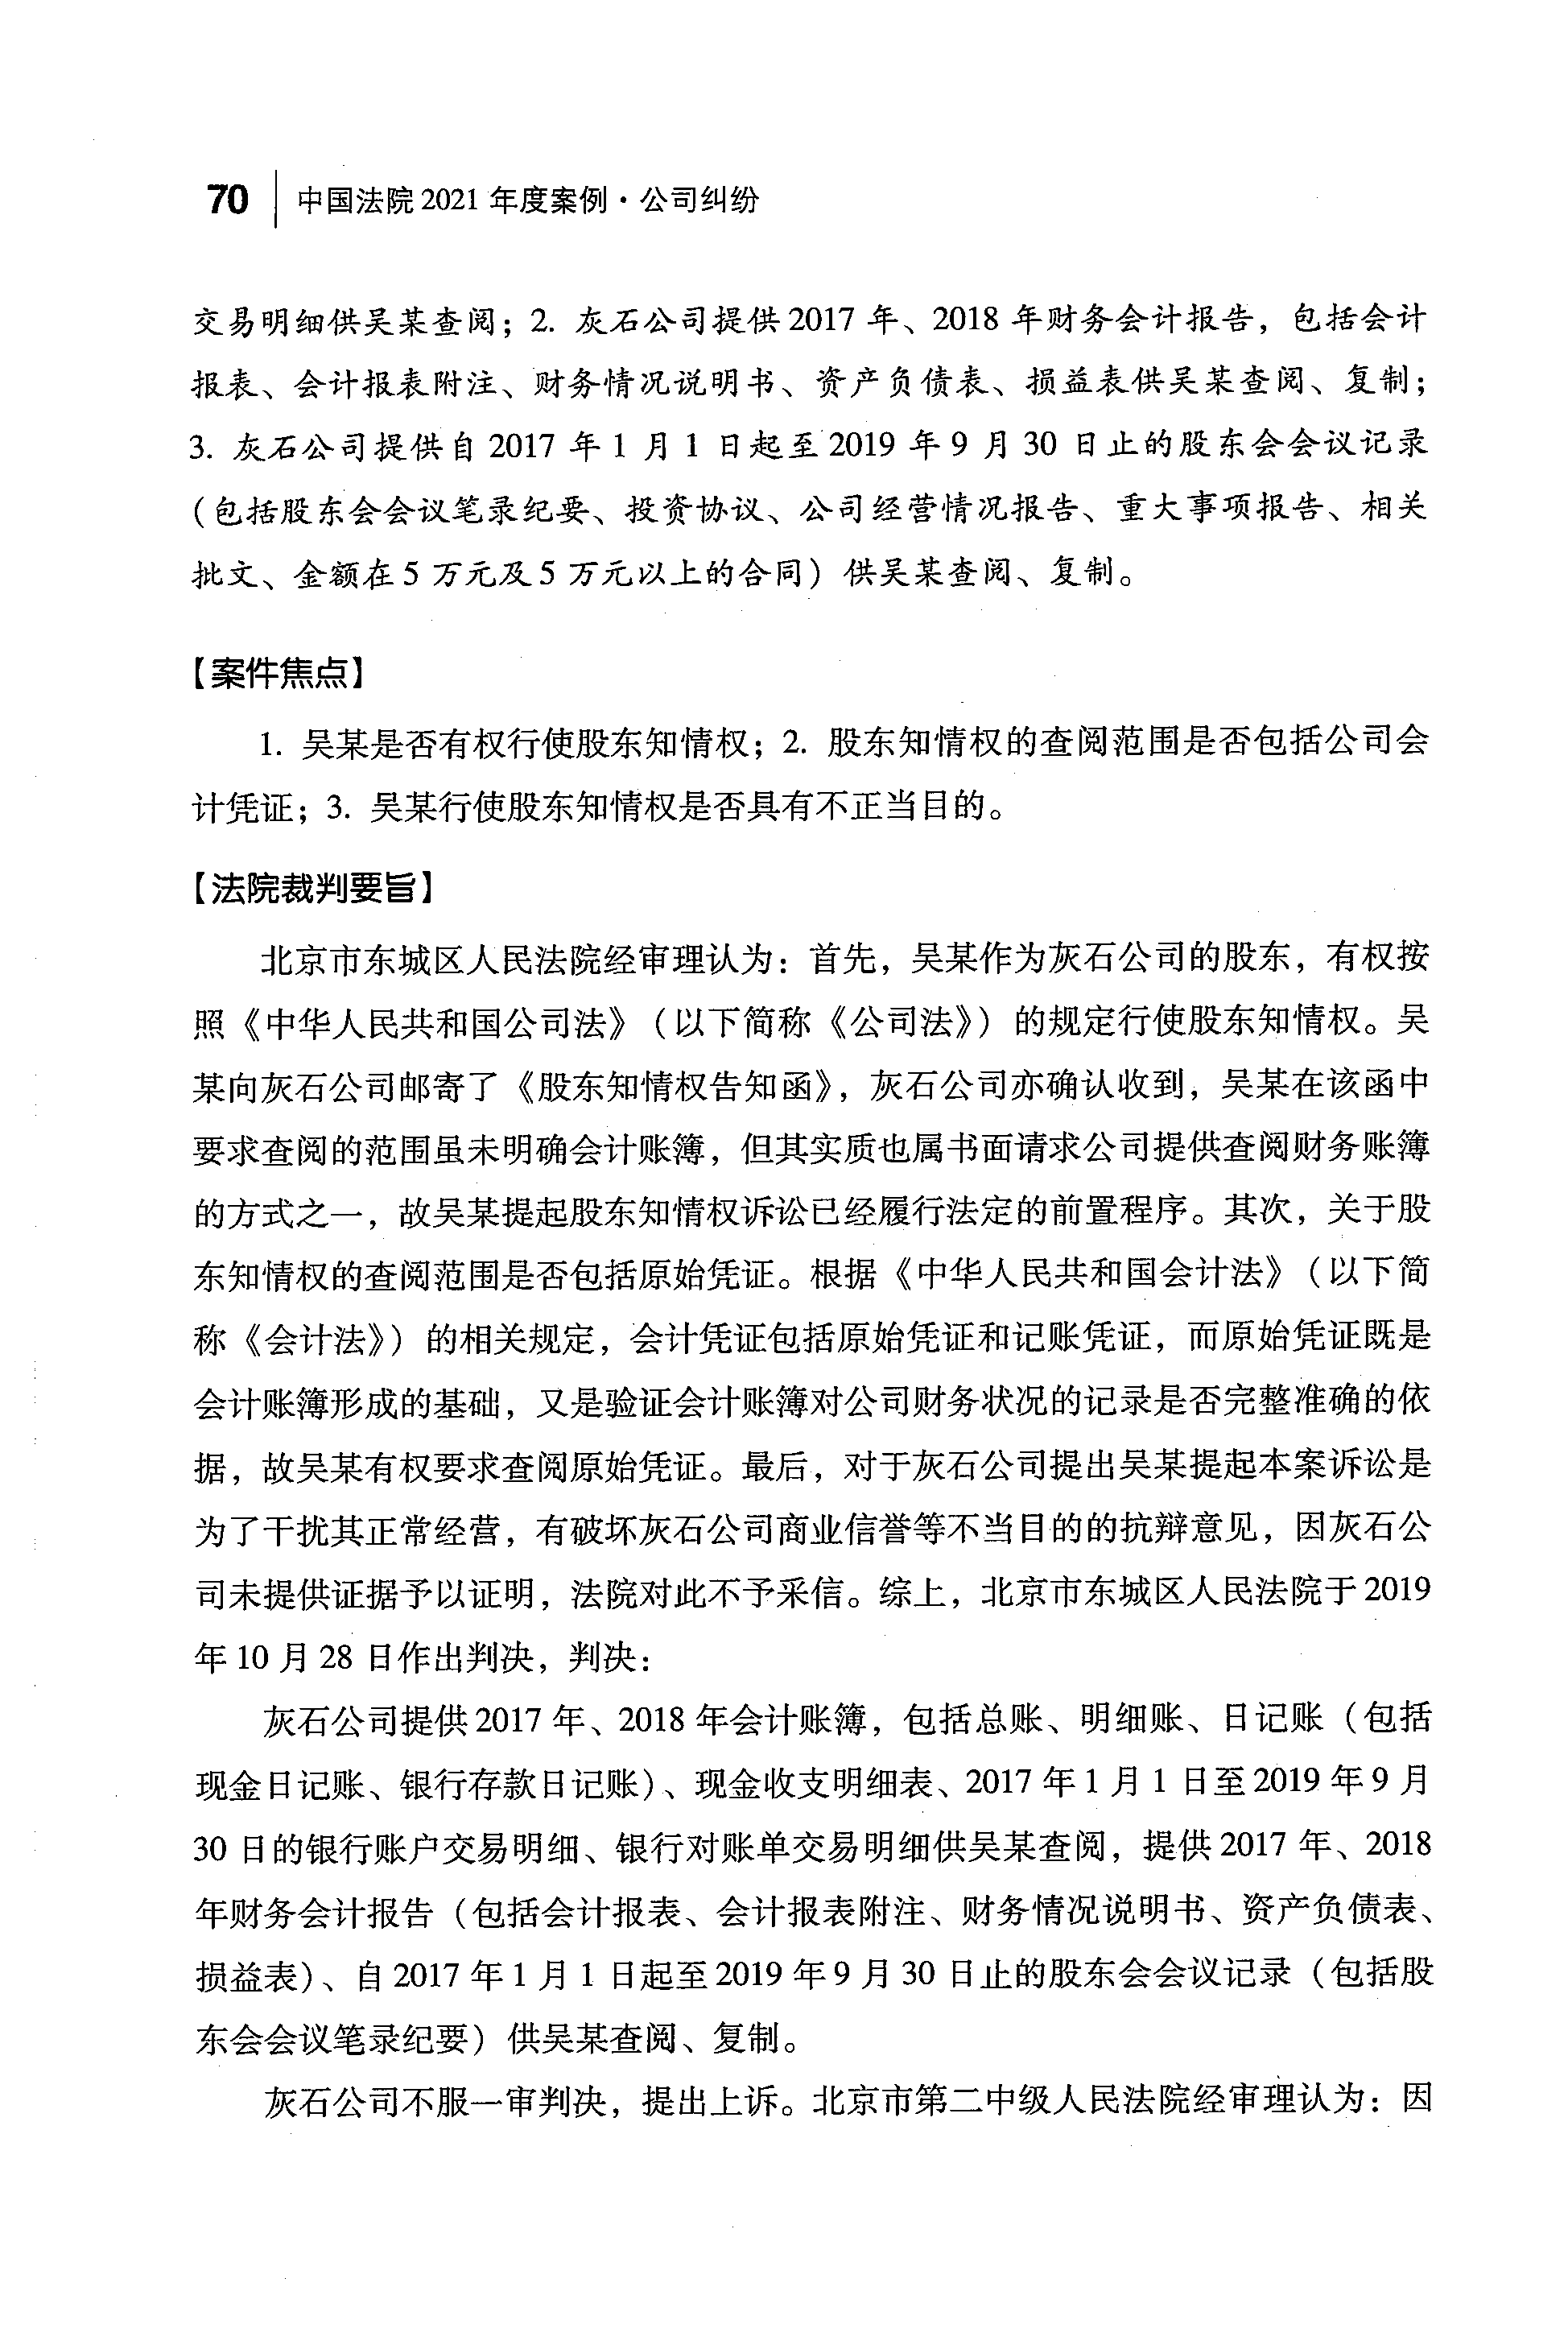 70 中国法院2021年度案例·公司纠纷
交易明细供吴某查阅；2. 灰石公司提供2017年、2018年财务会计报告，包括会计
报表、会计报表附注、财务情况说明书、资产负债表、损益表供吴某查阅、复制；
3. 灰石公司提供自2017年1月1日起至2019年9月30日止的股东会会议记录
（包括股东会会议笔录纪要、投资协议、公司经营情况报告、重大事项报告、相关
批文、金额在5万元及5万元以上的合同）供吴某查阅、复制。
【案件焦点】
1. 吴某是否有权行使股东知情权；2. 股东知情权的查阅范围是否包括公司会
计凭证；3. 吴某行使股东知情权是否具有不正当目的。
【法院裁判要旨】
北京市东城区人民法院经审理认为：首先，吴某作为灰石公司的股东，有权按
照《中华人民共和国公司法》（以下简称《公司法》）的规定行使股东知情权。吴
某向灰石公司邮寄了《股东知情权告知函》，灰石公司亦确认收到，吴某在该函中
要求查阅的范围虽未明确会计账簿，但其实质也属书面请求公司提供查阅财务账簿
的方式之一，故吴某提起股东知情权诉讼已经履行法定的前置程序。其次，关于股
东知情权的查阅范围是否包括原始凭证。根据《中华人民共和国会计法》（以下简
称《会计法》）的相关规定，会计凭证包括原始凭证和记账凭证，而原始凭证既是
会计账簿形成的基础，又是验证会计账簿对公司财务状况的记录是否完整准确的依
据，故吴某有权要求查阅原始凭证。最后，对于灰石公司提出吴某提起本案诉讼是
为了干扰其正常经营，有破坏灰石公司商业信誉等不当目的的抗辩意见，因灰石公
司未提供证据予以证明，法院对此不予采信。综上，北京市东城区人民法院于2019
年10月28日作出判决，判决：
灰石公司提供2017年、2018年会计账簿，包括总账、明细账、日记账（包括
现金日记账、银行存款日记账）、现金收支明细表、2017年1月1日至2019年9月
30日的银行账户交易明细、银行对账单交易明细供吴某查阅，提供2017年、2018
年财务会计报告（包括会计报表、会计报表附注、财务情况说明书、资产负债表、
损益表）、自2017年1月1日起至2019年9月30日止的股东会会议记录（包括股
东会会议笔录纪要）供吴某查阅、复制。
灰石公司不服一审判决，提出上诉。北京市第二中级人民法院经审理认为：因